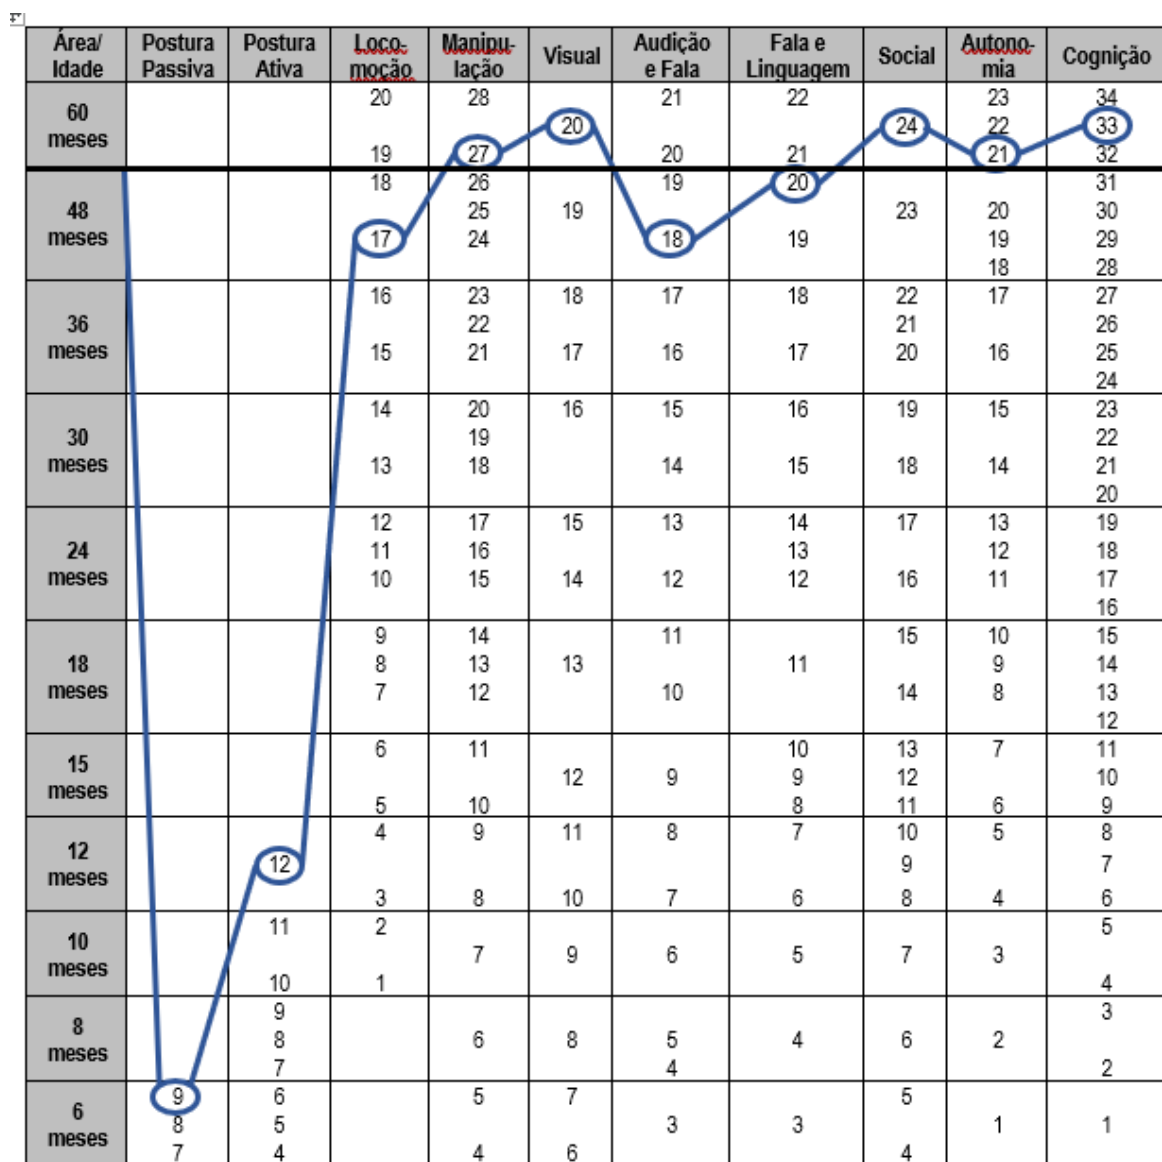 Área/ Idade Postura Passiva Postura Ativa Loco- moção Manipu- lação Visual Audição e Fala Fala e Linguagem Social Autono- mia Cognição
60 meses
20 28 21 22 23 34
20 24 22 33
19 27 20 21 21 32
48 meses
18 26 19 20 31
25 19 23 20 30
17 24 18 19 19 29
18 28
36 meses
16 23 18 17 18 22 17 27
22 21 26
15 21 17 16 17 20 16 25
24
30 meses
14 20 16 15 16 19 15 23
19 22
13 18 14 15 18 14 21
20
24 meses
12 17 15 13 14 17 13 19
11 16 13 12 18
10 15 14 12 12 16 11 17
16
18 meses
9 14 11 15 10 15
8 13 13 11 9 14
7 12 10 14 8 13
12
15 meses
6 11 10 13 7 11
12 9 9 12 10
5 10 8 11 6 9
12 meses
4 9 11 8 7 10 5 8
12 9 7
3 8 10 7 6 8 4 6
10 meses
11 2 5
7 9 6 5 7 3
10 1 4
8 meses
9 3
8 6 8 5 4 6 2
7 4 2
6 meses
9 6 5 7 5
8 5 3 3 1 1
7 4 4 6 4